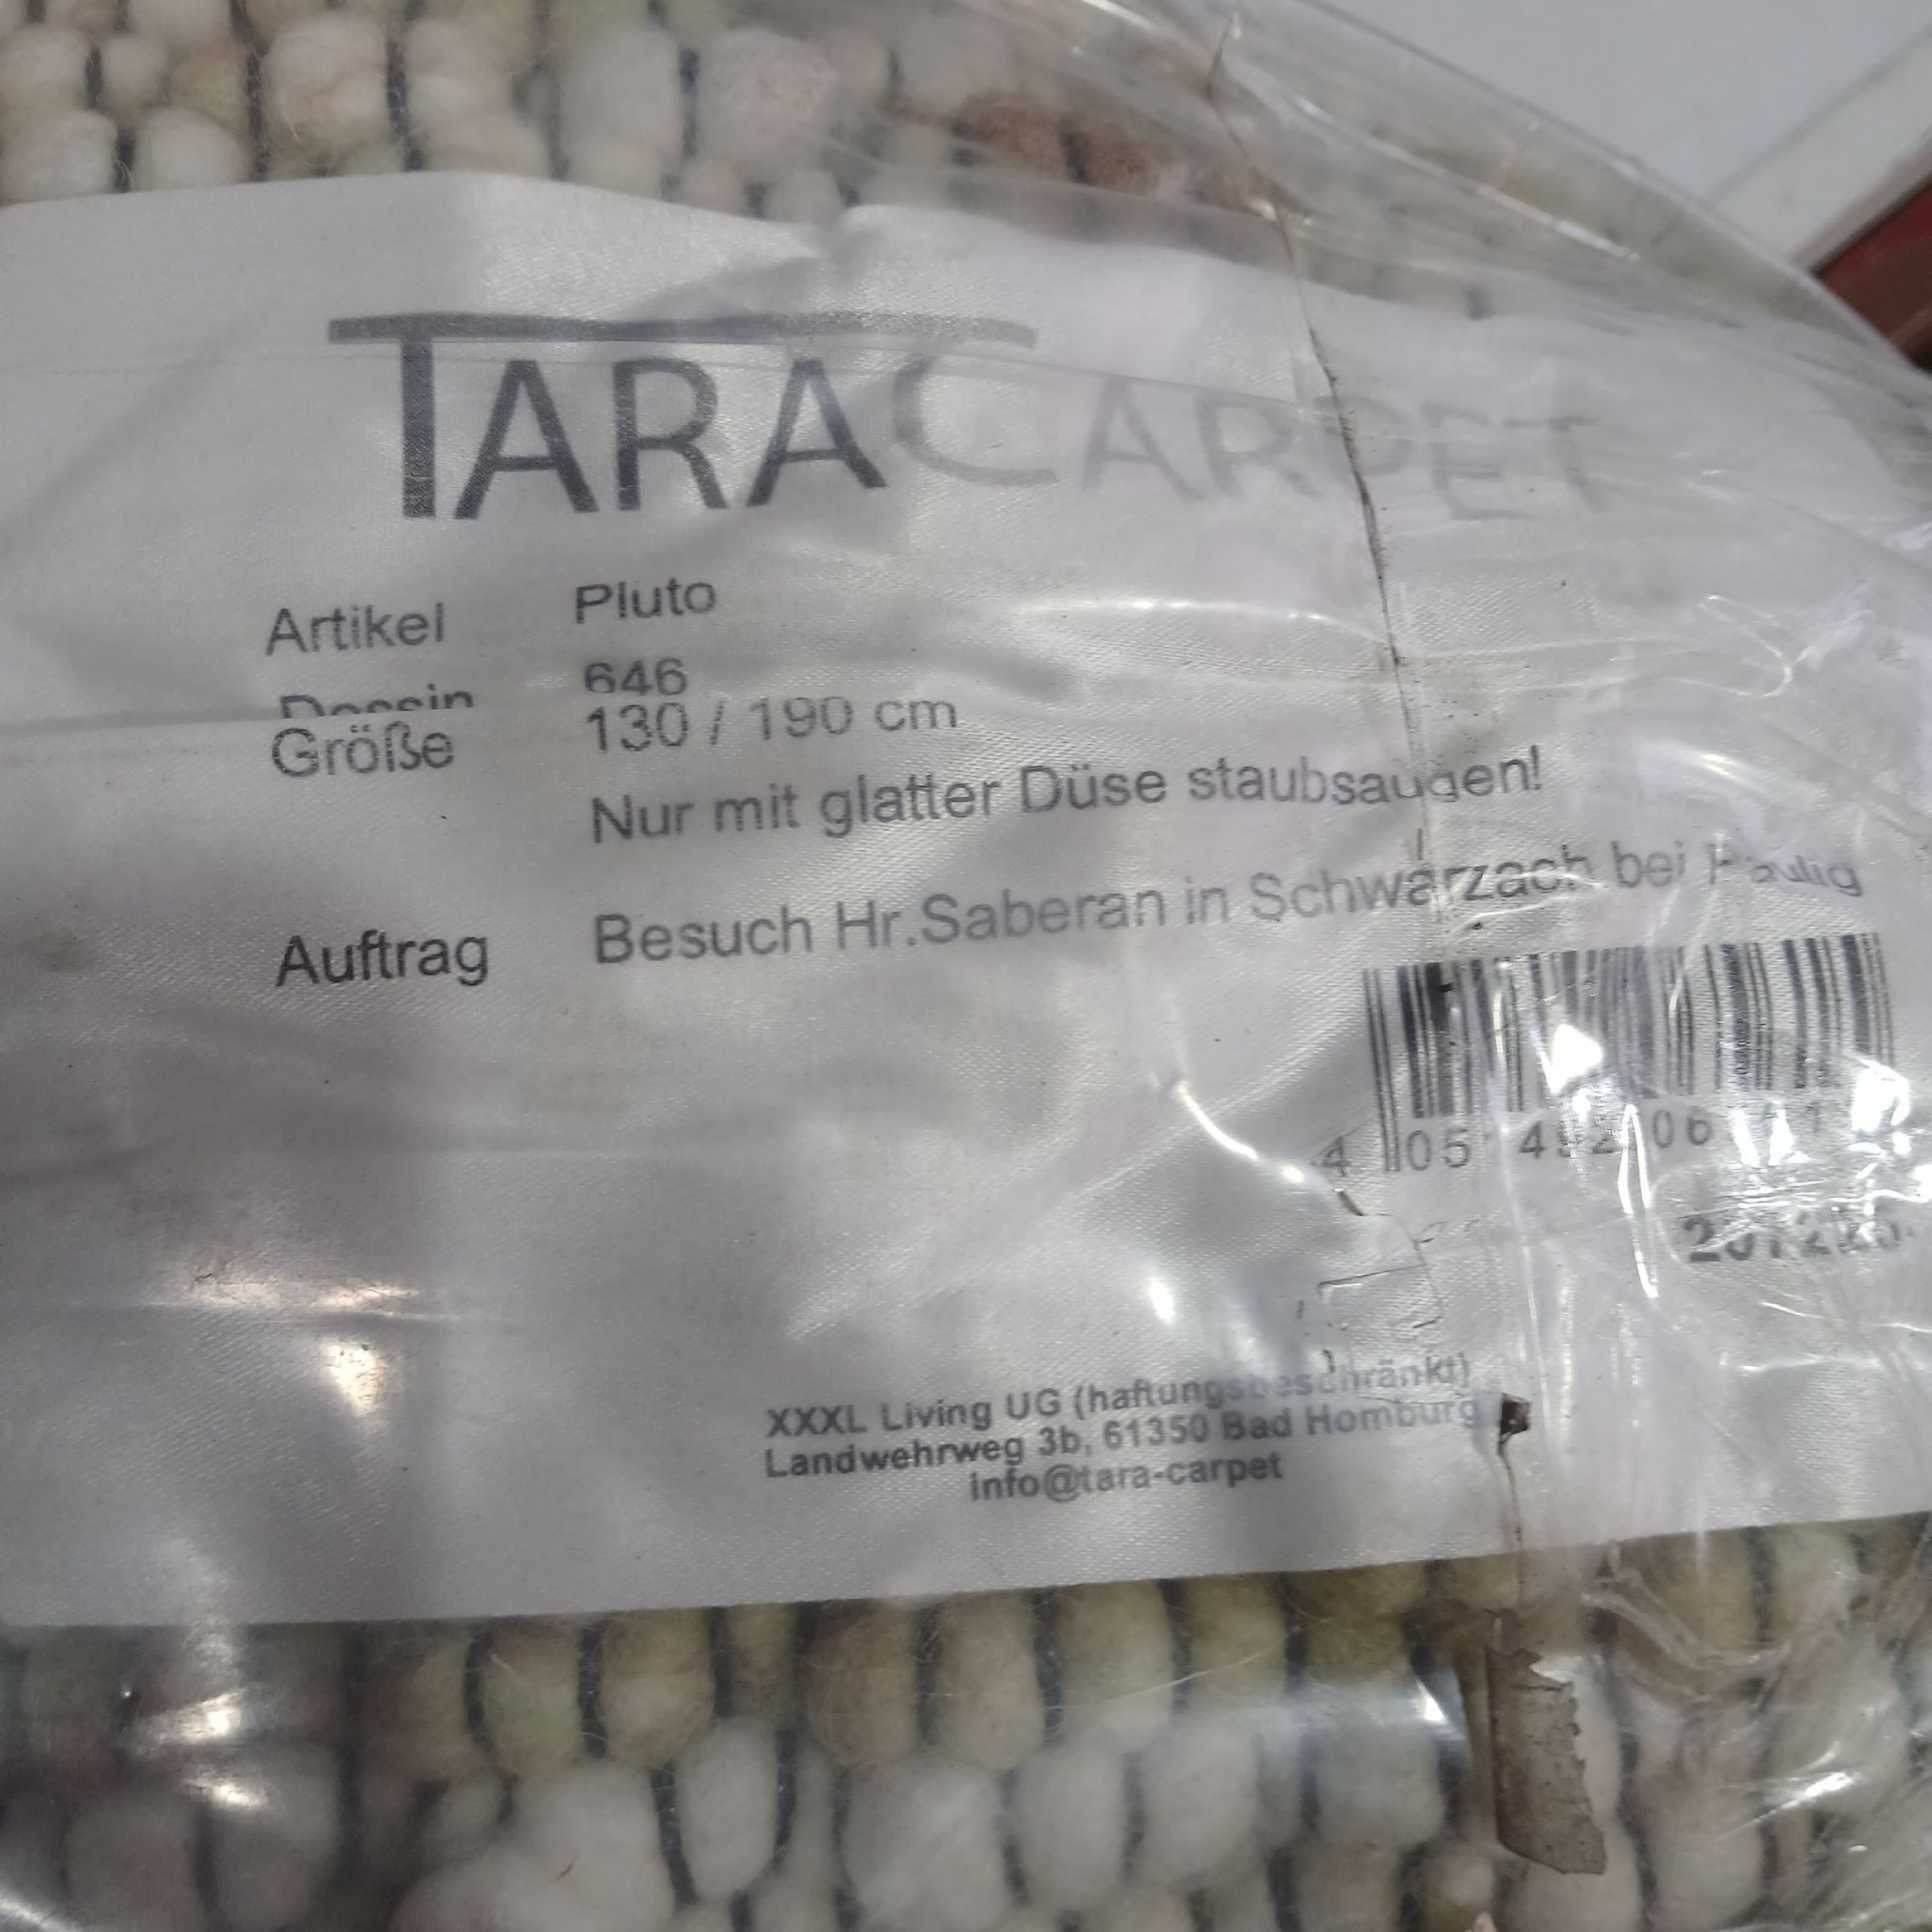 TARACARPET
Artikel Pluto
Dessin 646
Größe 130 / 190 cm
Nur mit glatter Düse staubsaugen!
Auftrag Besuch Hr.Saberan in Schwarzach bei
XXXL Living UG (haftungsbeschränkt)
Landwehrweg 3b, 61350 Bad Homburg
info@tara-carpet